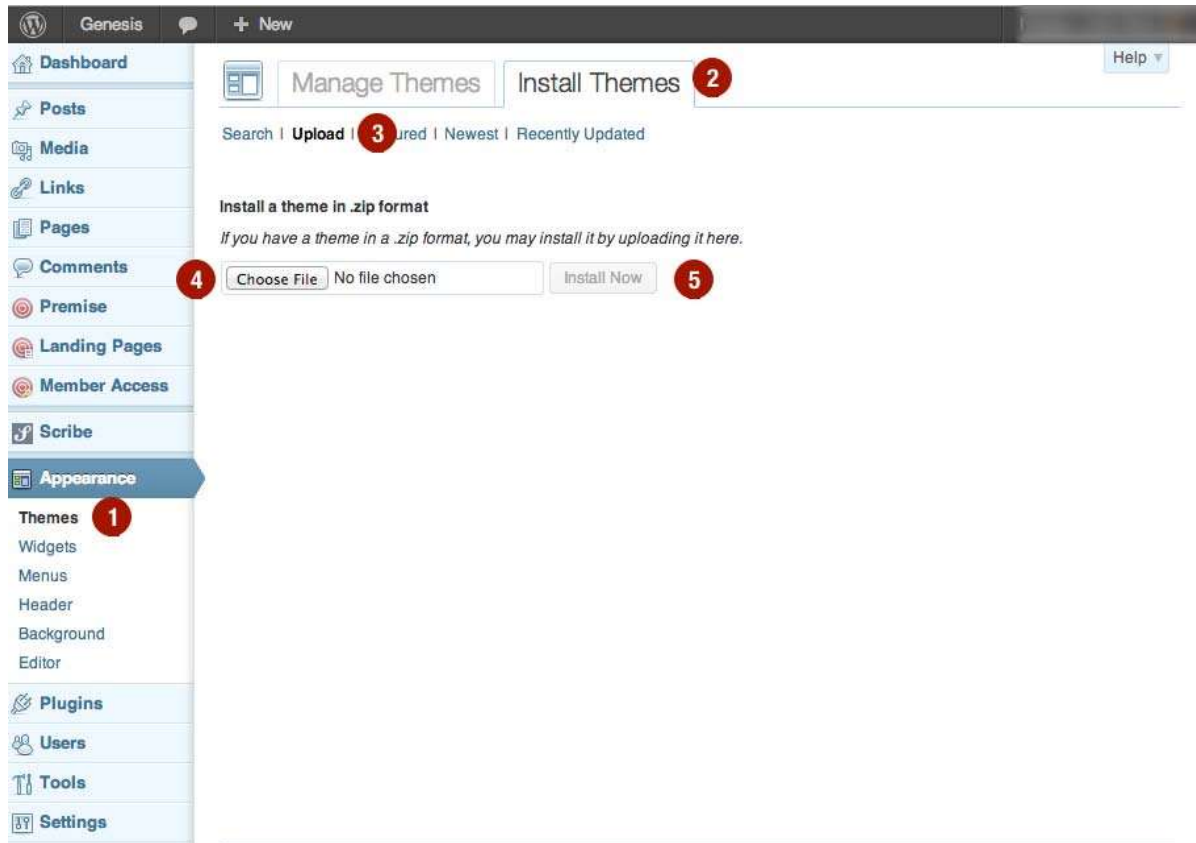 Genesis + New
Help
Dashboard
Posts
Media
Links
Pages
Comments
Premise
Landing Pages
Member Access
Scribe
Appearance
Themes 1
Widgets
Menus
Header
Background
Editor
Plugins
Users
Tools
Settings
Manage Themes Install Themes 2
Search | Upload | 3 ured | Newest | Recently Updated
Install a theme in .zip format
If you have a theme in a .zip format, you may install it by uploading it here.
4 Choose File No file chosen Install Now 5